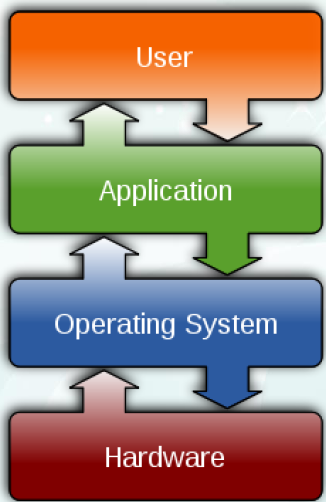 User
Application
Operating System
Hardware